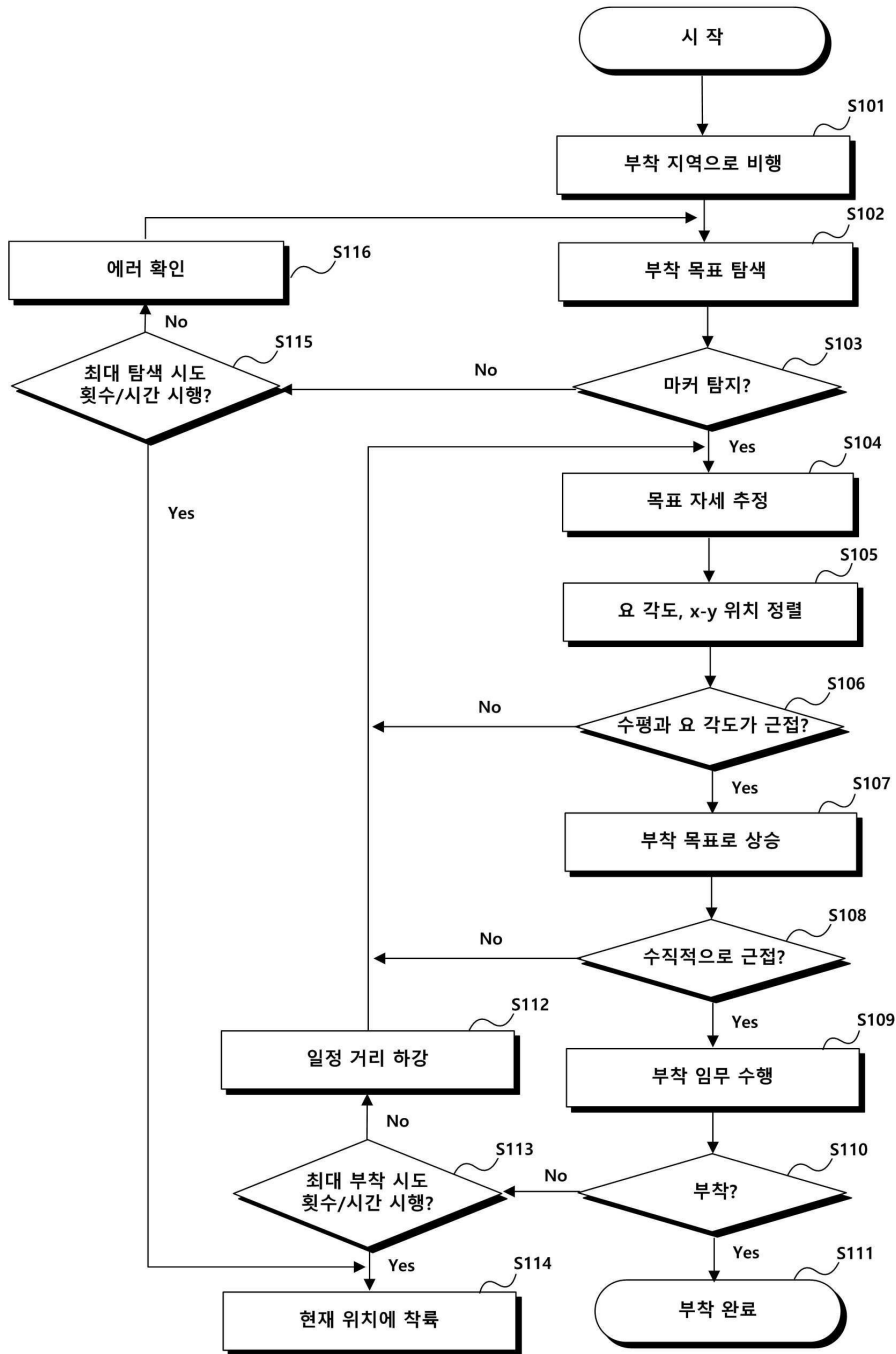 시 작
S101
부착 지역으로 비행
S102
부착 목표 탐색
에러 확인
S116
No
S115
최대 탐색 시도
횟수/시간 시행?
No
S103
마커 탐지?
Yes
S104
목표 자세 추정
Yes
S105
요 각도, x-y 위치 정렬
S106
수평과 요 각도가 근접?
No
Yes
S107
부착 목표로 상승
S108
수직적으로 근접?
No
Yes
S109
부착 임무 수행
S112
일정 거리 하강
No
S113
최대 부착 시도
횟수/시간 시행?
No
S110
부착?
Yes
S114
현재 위치에 착륙
Yes
S111
부착 완료